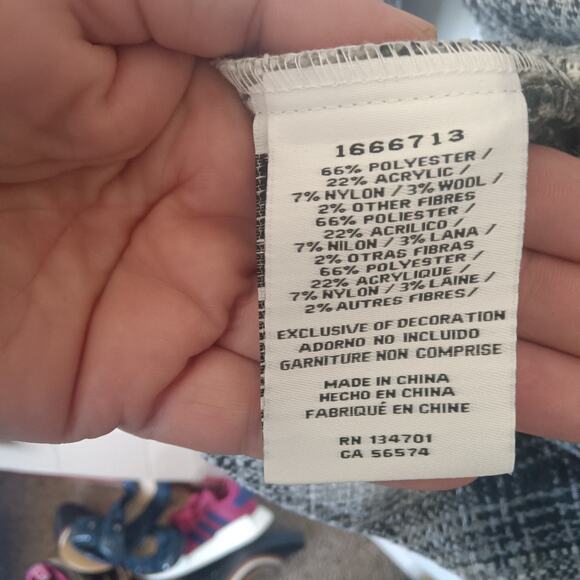 1666713
66% POLYESTER /
22% ACRYLIC /
7% NYLON / 3% WOOL /
2% OTHER FIBRES
66% POLIESTER /
22% ACRILICO /
7% NILON / 3% LANA /
2% OTRAS FIBRAS
66% POLYESTER /
22% ACRYLIQUE /
7% NYLON / 3% LAINE /
2% AUTRES FIBRES/
EXCLUSIVE OF DECORATION
ADORNO NO INCLUIDO
GARNITURE NON COMPRISE
MADE IN CHINA
HECHO EN CHINA
FABRIQUÉ EN CHINE
RN 134701
CA 56574